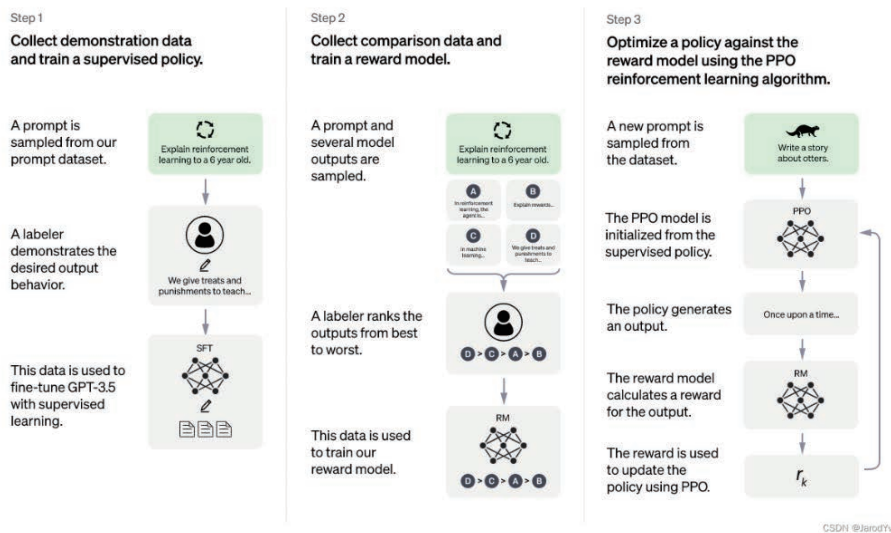 Step 1
Collect demonstration data
and train a supervised policy.
A prompt is
sampled from our
prompt dataset.
Explain reinforcement
learning to a 6 year old.
A labeler
demonstrates the
desired output
behavior.
We give treats and
punishments to teach...
This data is used to
fine-tune GPT-3.5
with supervised
learning.
SFT
Step 2
Collect comparison data and
train a reward model.
A prompt and
several model
outputs are
sampled.
Explain reinforcement
learning to a 6 year old.
A
In reinforcement
learning, the
agent is...
B
Explain rewards...
C
In machine
learning...
D
We give treats and
punishments to
teach...
A labeler ranks the
outputs from best
to worst.
D > C > A > B
This data is used
to train our
reward model.
RM
D > C > A > B
Step 3
Optimize a policy against the
reward model using the PPO
reinforcement learning algorithm.
A new prompt is
sampled from
the dataset.
Write a story
about otters.
The PPO model is
initialized from the
supervised policy.
PPO
The policy generates
an output.
Once upon a time...
The reward model
calculates a reward
for the output.
RM
The reward is used
to update the
policy using PPO.
r_k